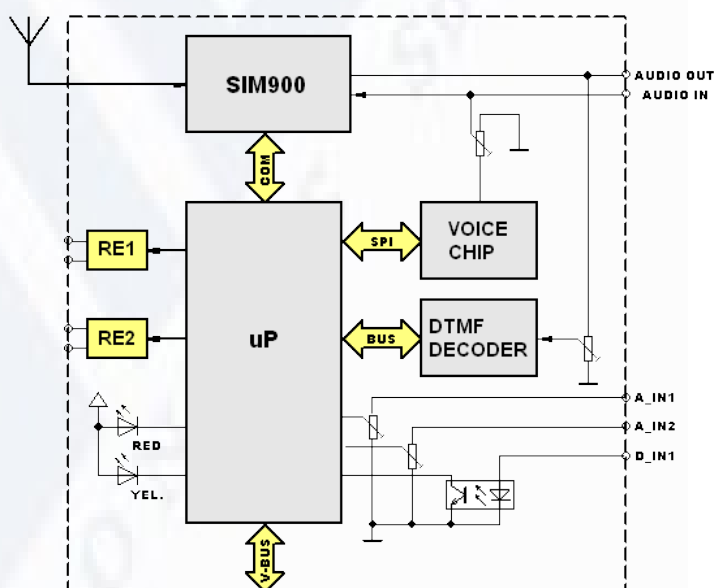 SIM900
AUDIO OUT
AUDIO IN
COM
RE1
SPI
VOICE
CHIP
RE2
uP
BUS
DTMF
DECODER
A_IN1
A_IN2
RED
D_IN1
YEL.
V-BUS